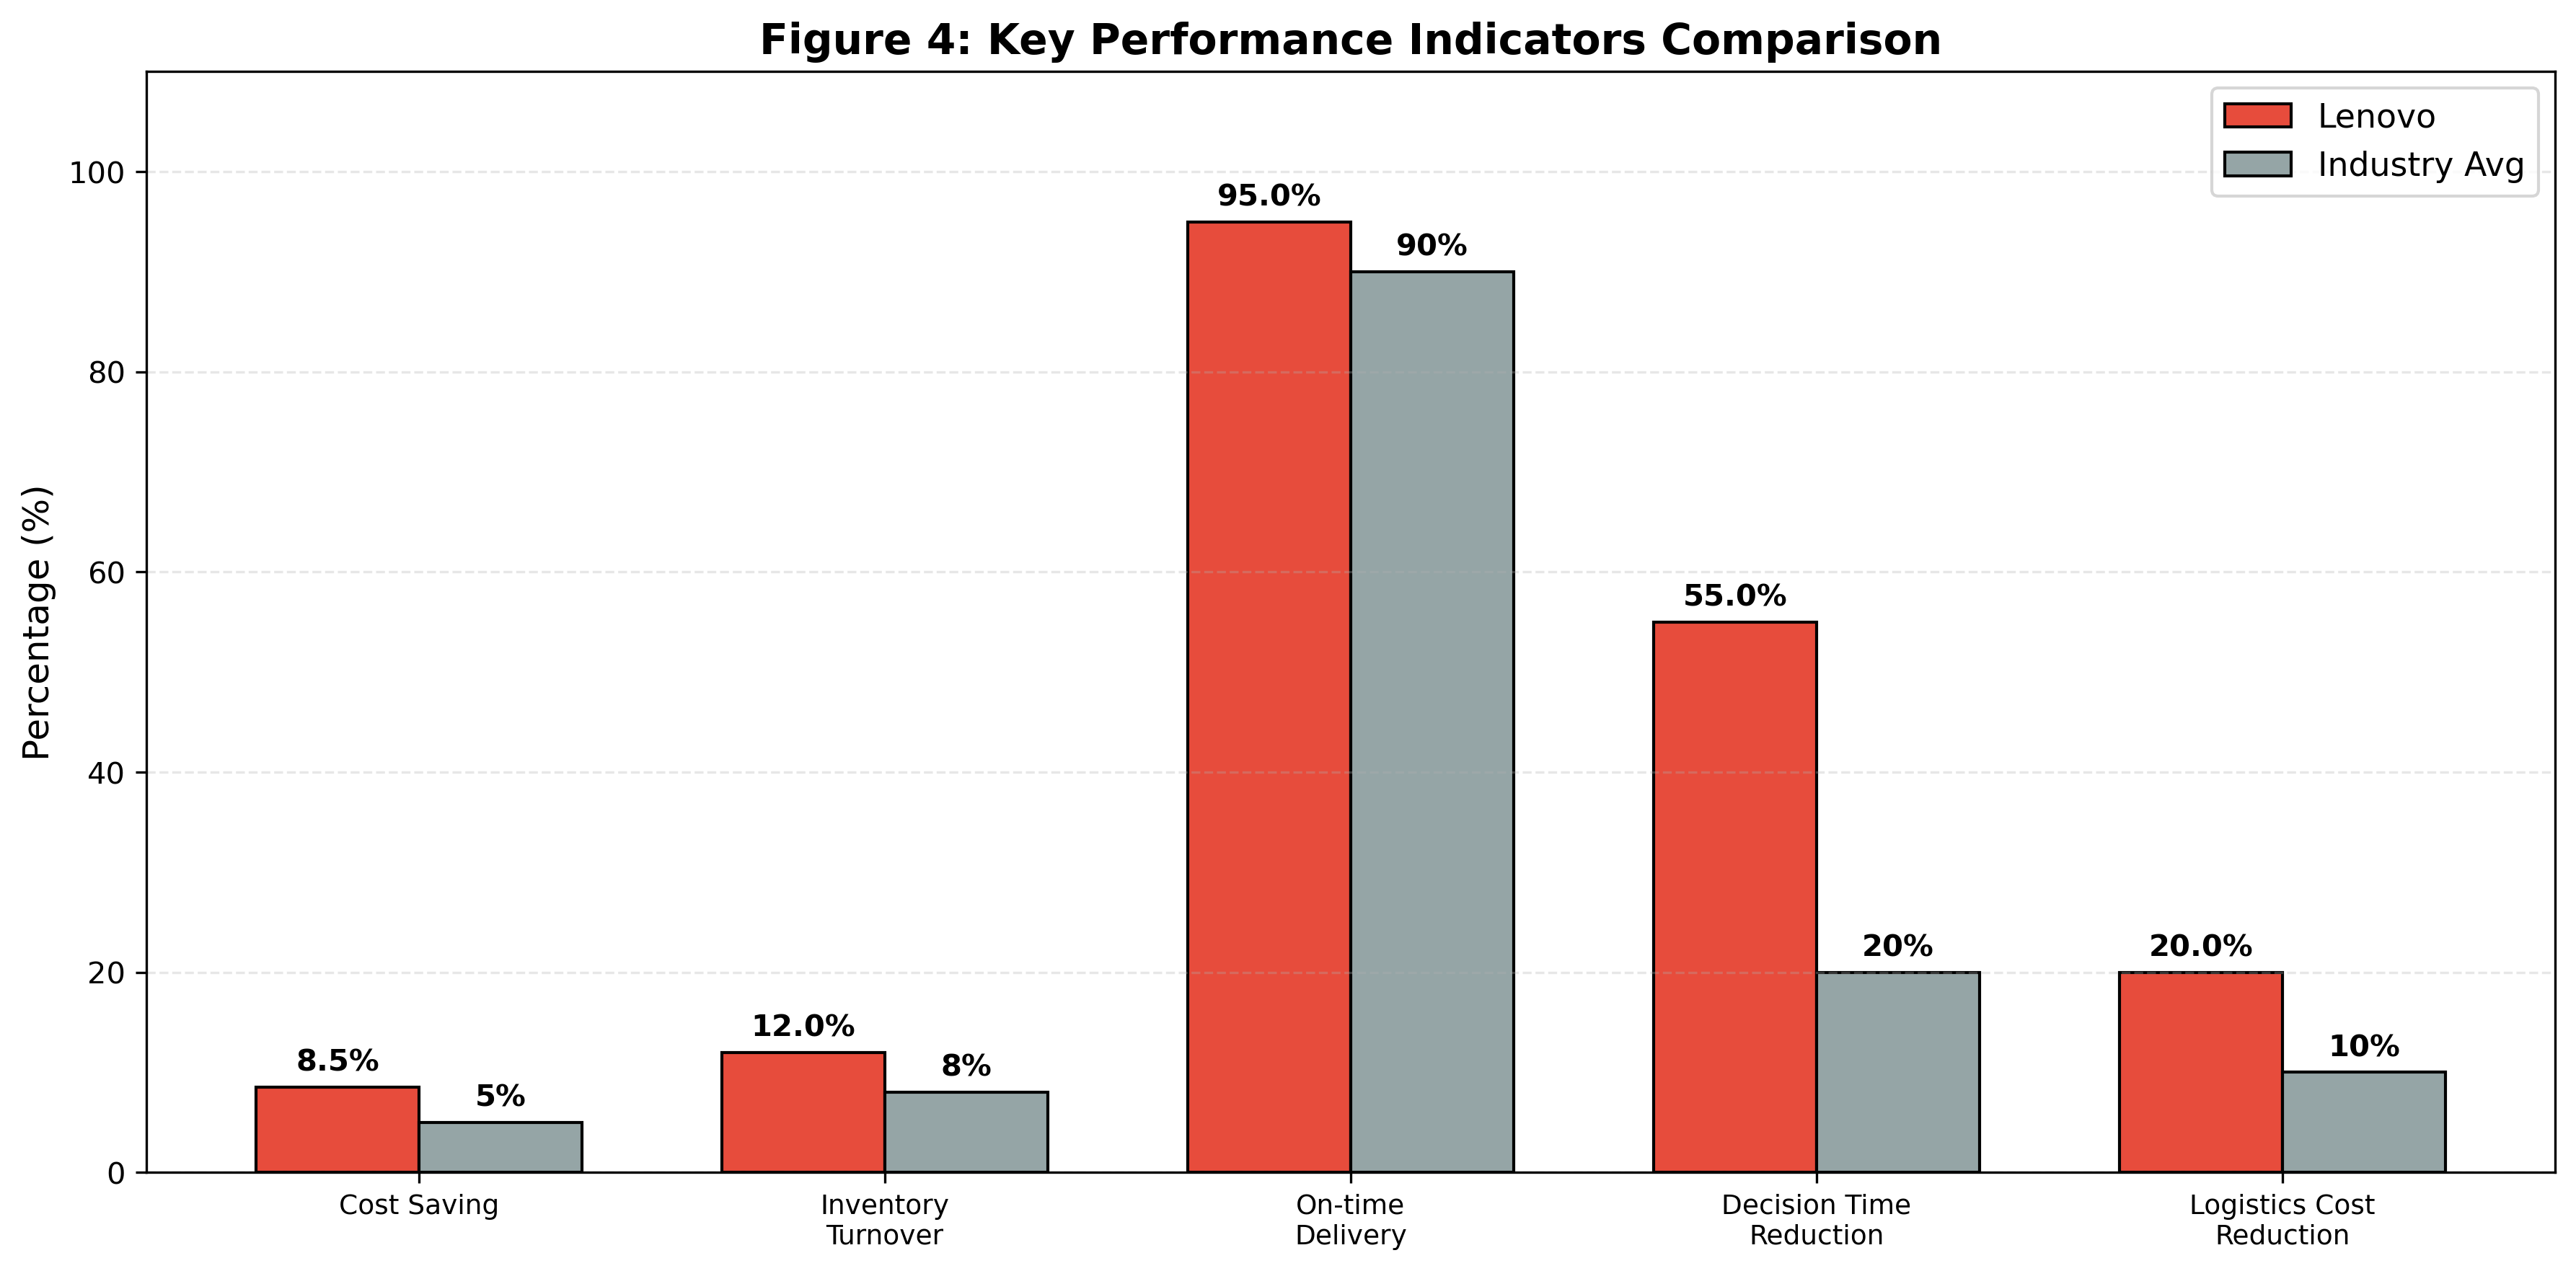 Figure 4: Key Performance Indicators Comparison
Lenovo
Industry Avg
Percentage (%)
100
80
60
40
20
0
8.5%
5%
12.0%
8%
95.0%
90%
55.0%
20%
20.0%
10%
Cost Saving
Inventory
Turnover
On-time
Delivery
Decision Time
Reduction
Logistics Cost
Reduction